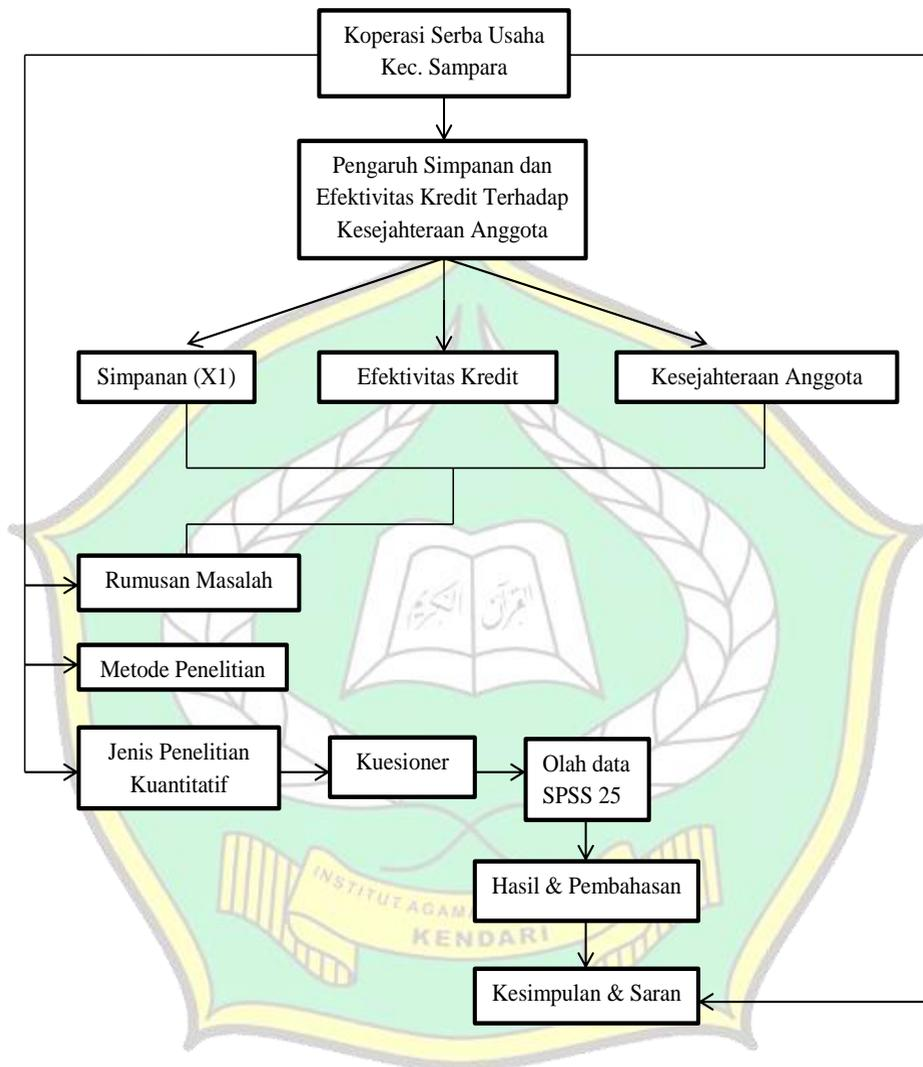 Koperasi Serba Usaha
Kec. Sampara
Pengaruh Simpanan dan
Efektivitas Kredit Terhadap
Kesejahteraan Anggota
Simpanan (X1)
Efektivitas Kredit
Kesejahteraan Anggota
Rumusan Masalah
القرآن الكريم
Metode Penelitian
Jenis Penelitian
Kuantitatif
Kuesioner
Olah data
SPSS 25
Hasil & Pembahasan
INSTITUT AGAMA
KENDARI
Kesimpulan & Saran